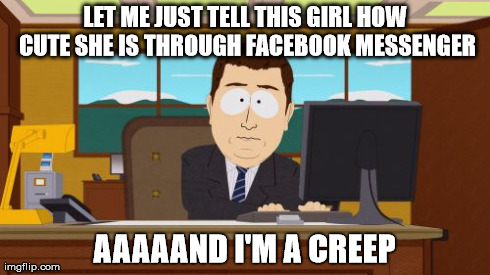 LET ME JUST TELL THIS GIRL HOW
CUTE SHE IS THROUGH FACEBOOK MESSENGER
AAAAAND I'M A CREEP
imgflip.com